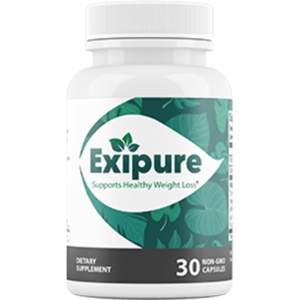 Exipure
Supports Healthy Weight Loss†
DIETARY
SUPPLEMENT
30 NON-GMO
CAPSULES